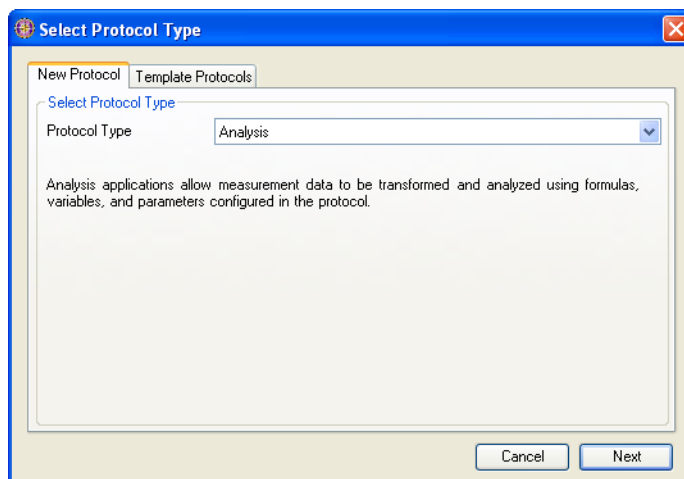 Select Protocol Type
New Protocol
Template Protocols
Select Protocol Type
Protocol Type
Analysis
Analysis applications allow measurement data to be transformed and analyzed using formulas,
variables, and parameters configured in the protocol.
Cancel
Next